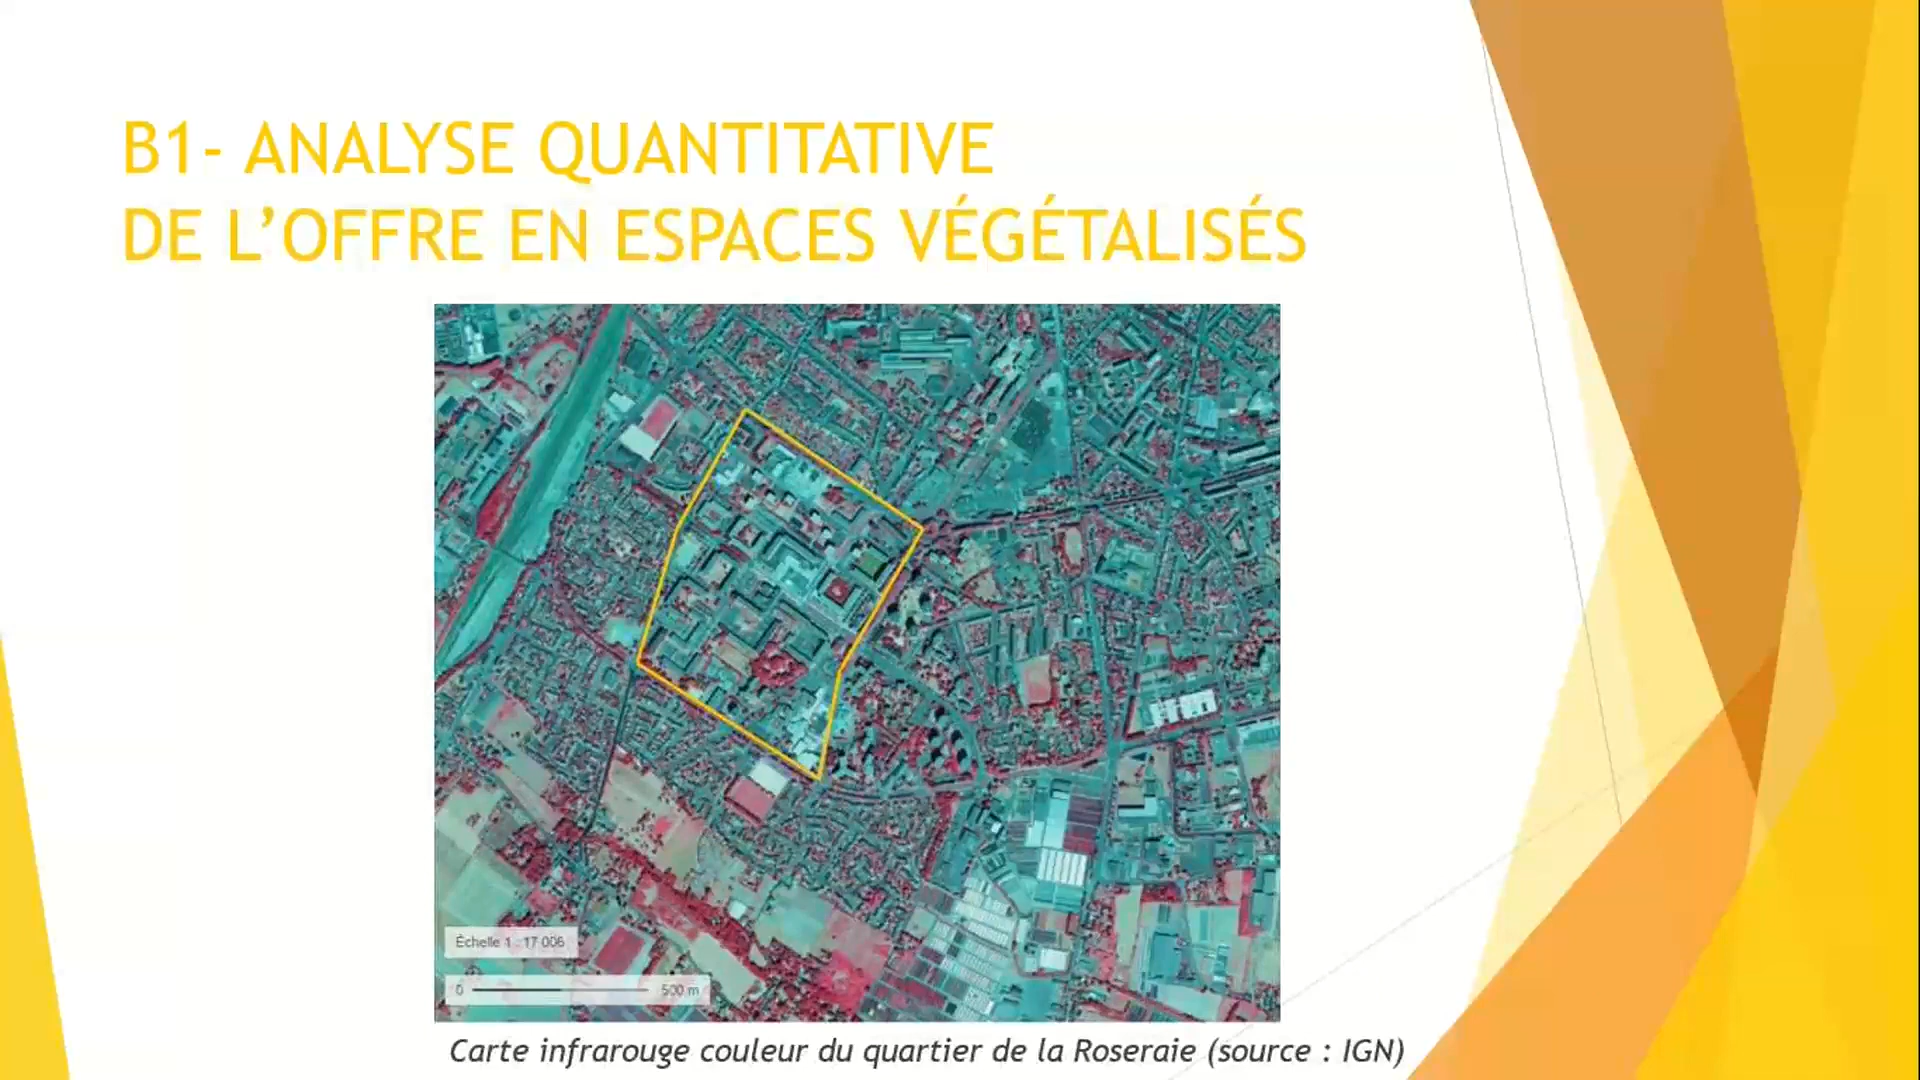 B1- ANALYSE QUANTITATIVE
DE L’OFFRE EN ESPACES VÉGÉTALISÉS
Échelle 1 : 17 006
0 500 m
Carte infrarouge couleur du quartier de la Roseraie (source : IGN)